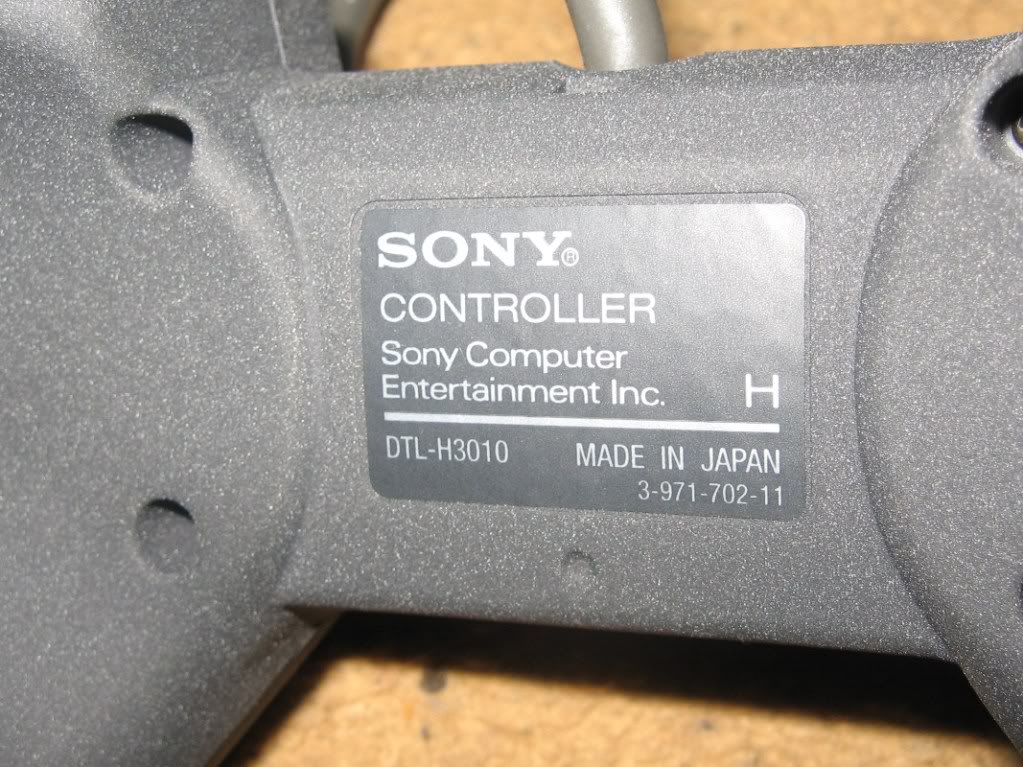 SONY®
CONTROLLER
Sony Computer
Entertainment Inc. H
DTL-H3010 MADE IN JAPAN
3-971-702-11